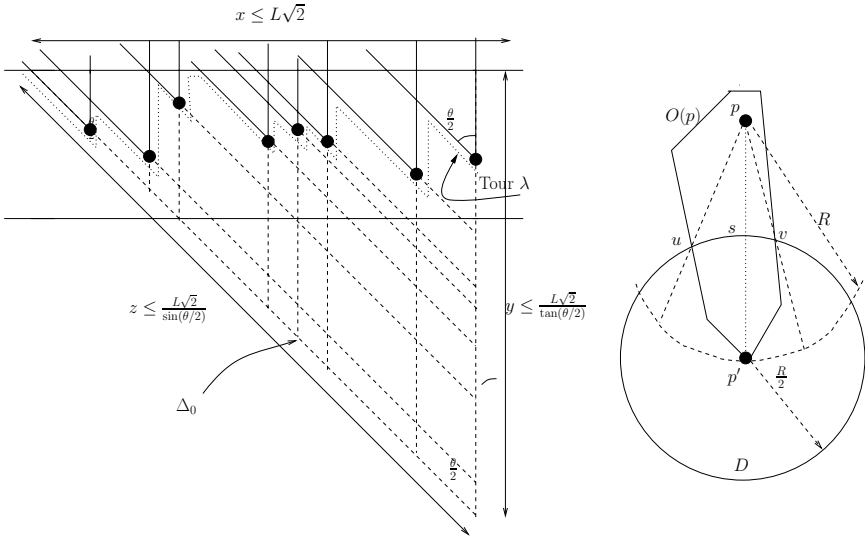 x ≤ L√2
θ/2
θ
Tour λ
z ≤ L√2/sin(θ/2)
y ≤ L√2/tan(θ/2)
Δ₀
θ/2
p
O(p)
R
u
s
v
p′
R/2
D